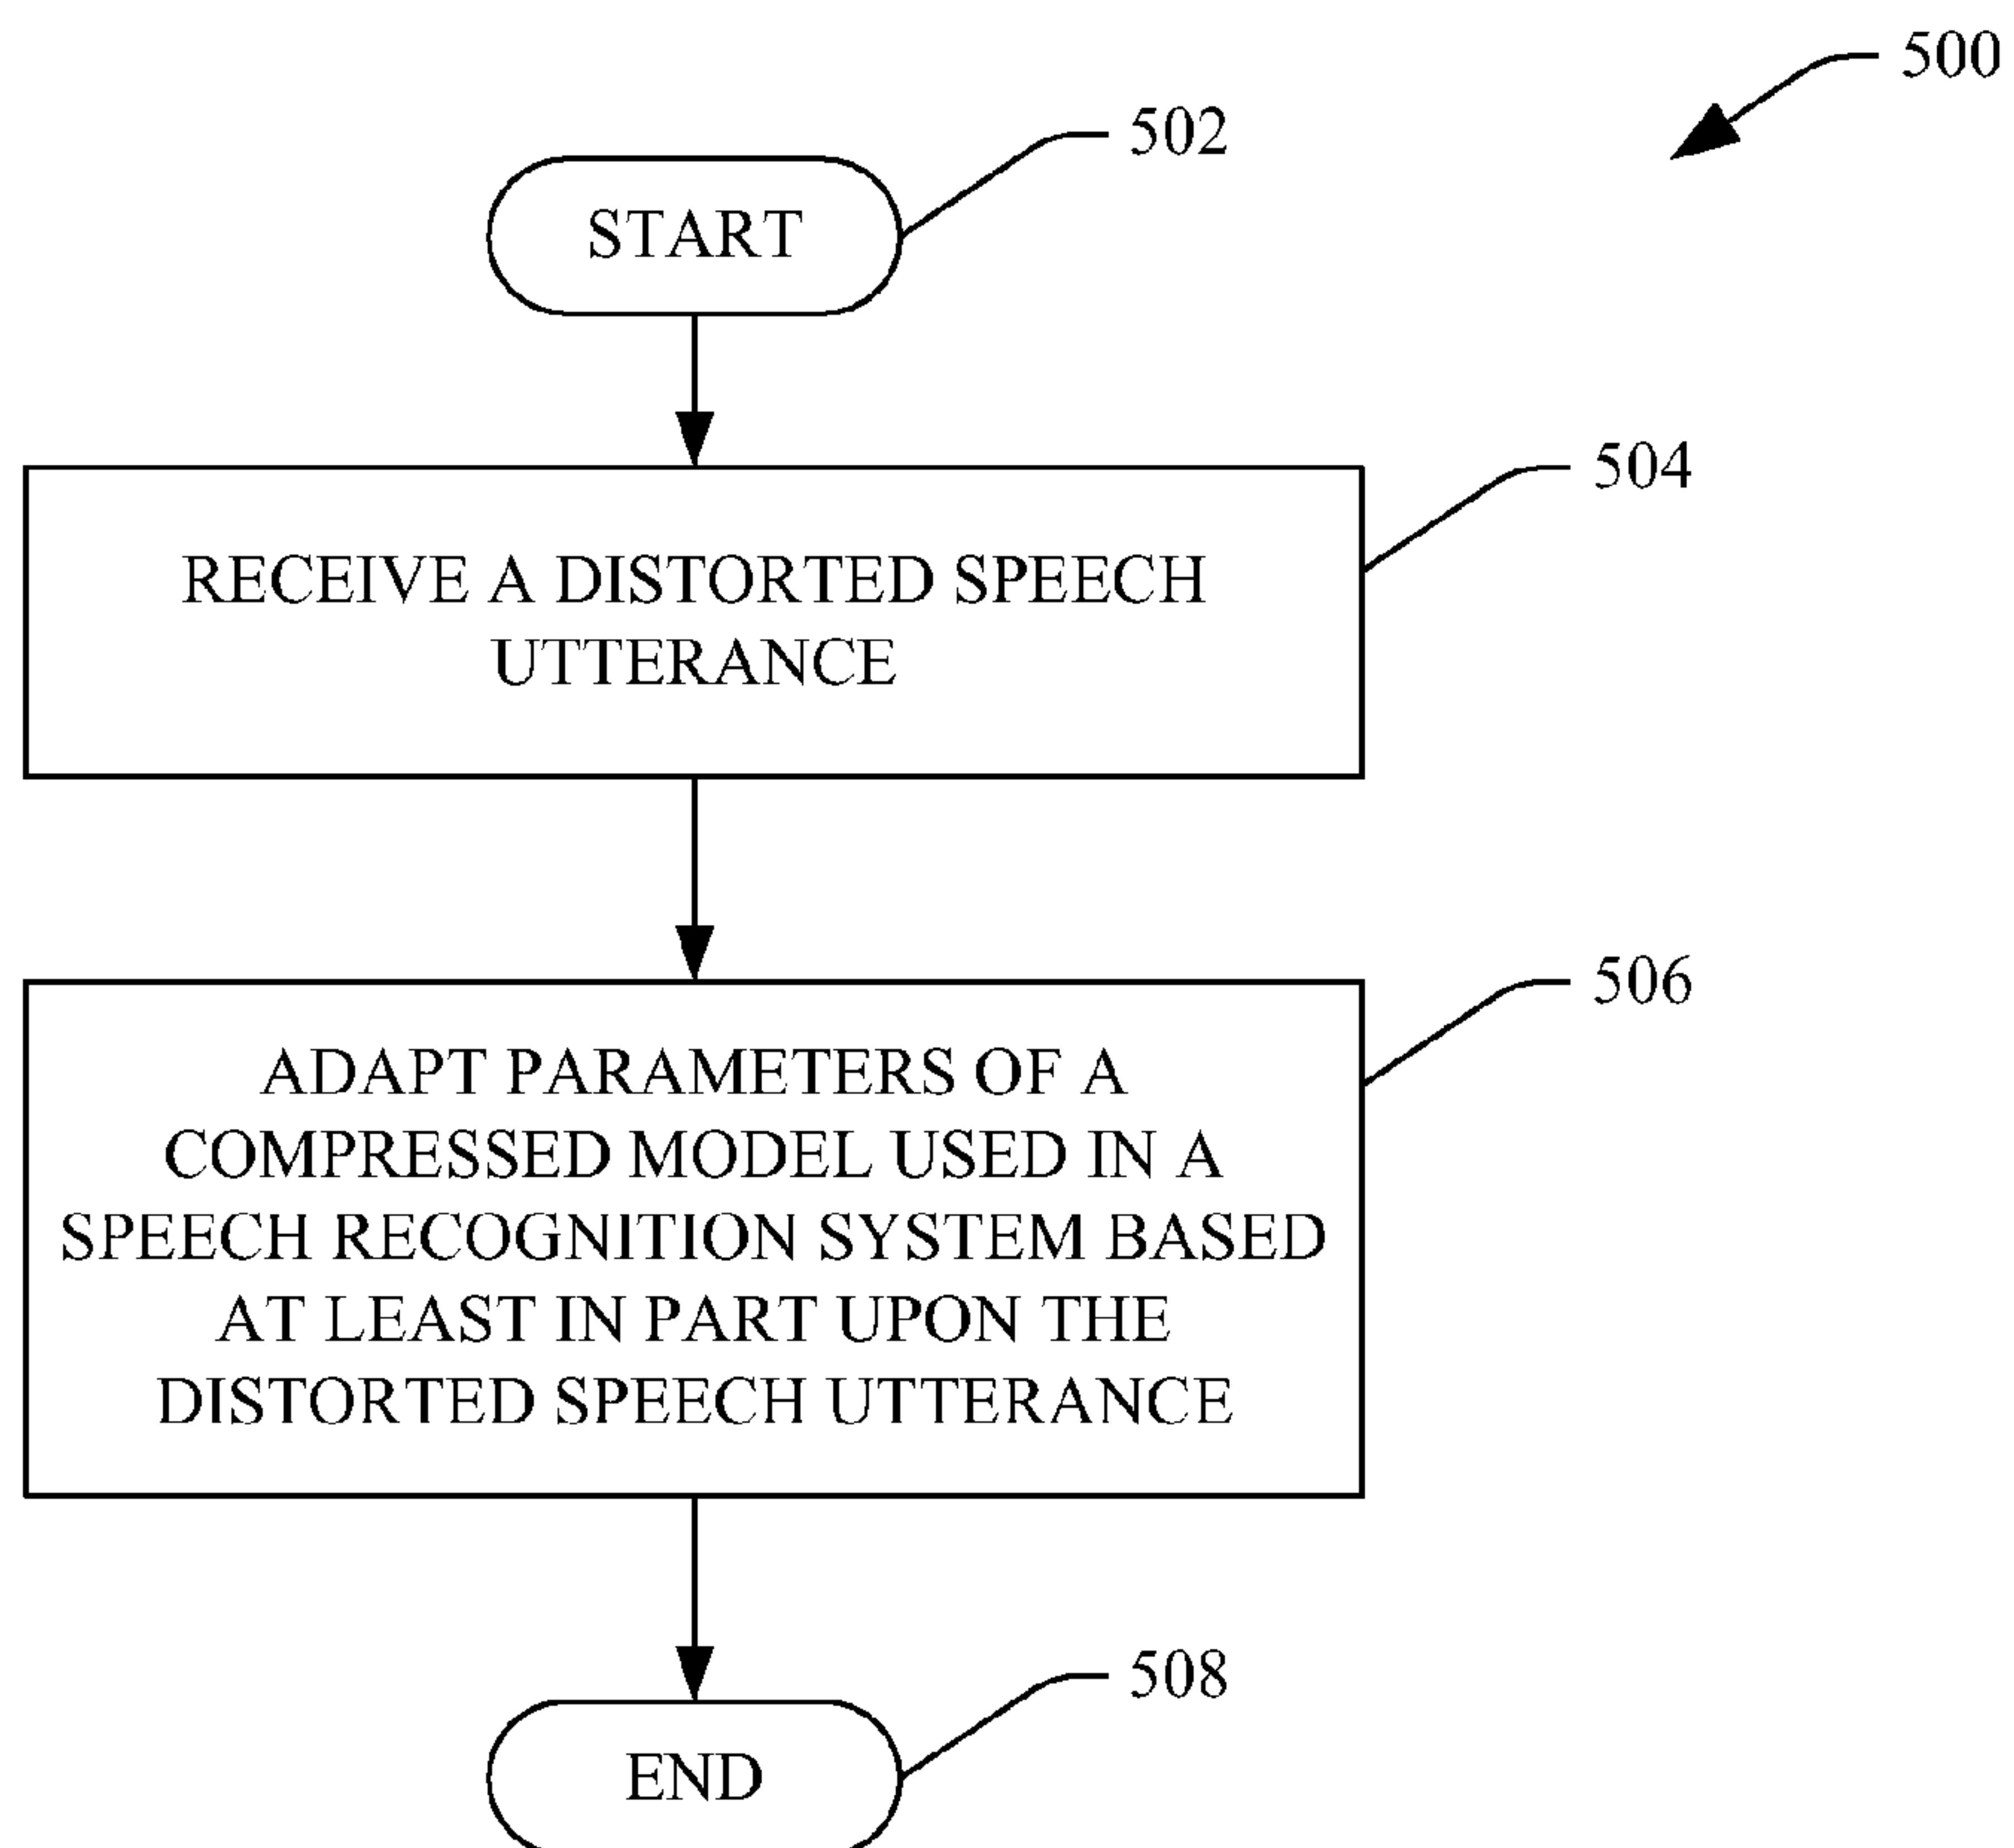 500
502
START
504
RECEIVE A DISTORTED SPEECH
UTTERANCE
506
ADAPT PARAMETERS OF A
COMPRESSED MODEL USED IN A
SPEECH RECOGNITION SYSTEM BASED
AT LEAST IN PART UPON THE
DISTORTED SPEECH UTTERANCE
508
END